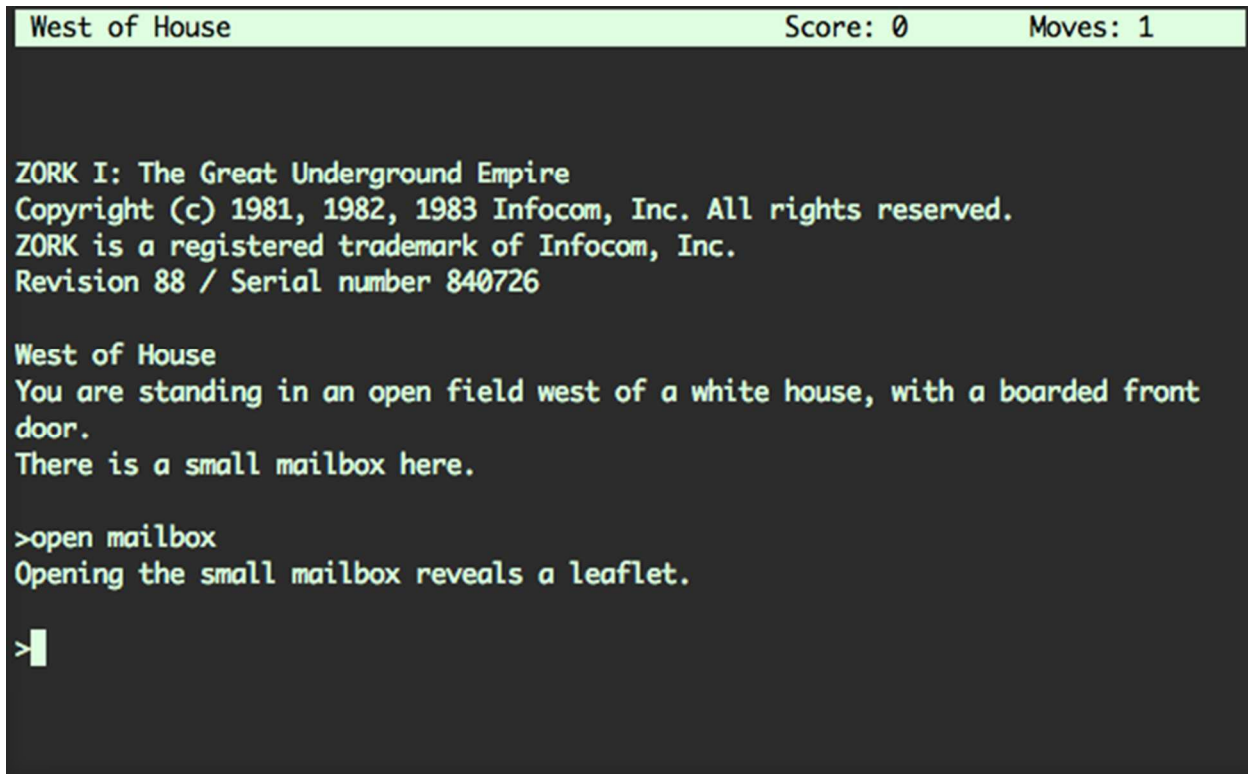 West of House Score: 0 Moves: 1
ZORK I: The Great Underground Empire
Copyright (c) 1981, 1982, 1983 Infocom, Inc. All rights reserved.
ZORK is a registered trademark of Infocom, Inc.
Revision 88 / Serial number 840726
West of House
You are standing in an open field west of a white house, with a boarded front
door.
There is a small mailbox here.
>open mailbox
Opening the small mailbox reveals a leaflet.
>